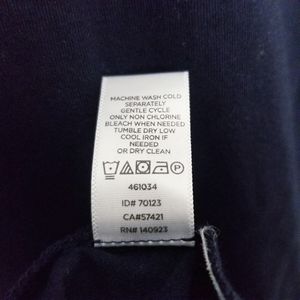 MACHINE WASH COLD
SEPARATELY
GENTLE CYCLE
ONLY NON CHLORINE
BLEACH WHEN NEEDED
TUMBLE DRY LOW
COOL IRON IF
NEEDED
OR DRY CLEAN
P
461034
ID# 70123
CA#57421
RN# 140923